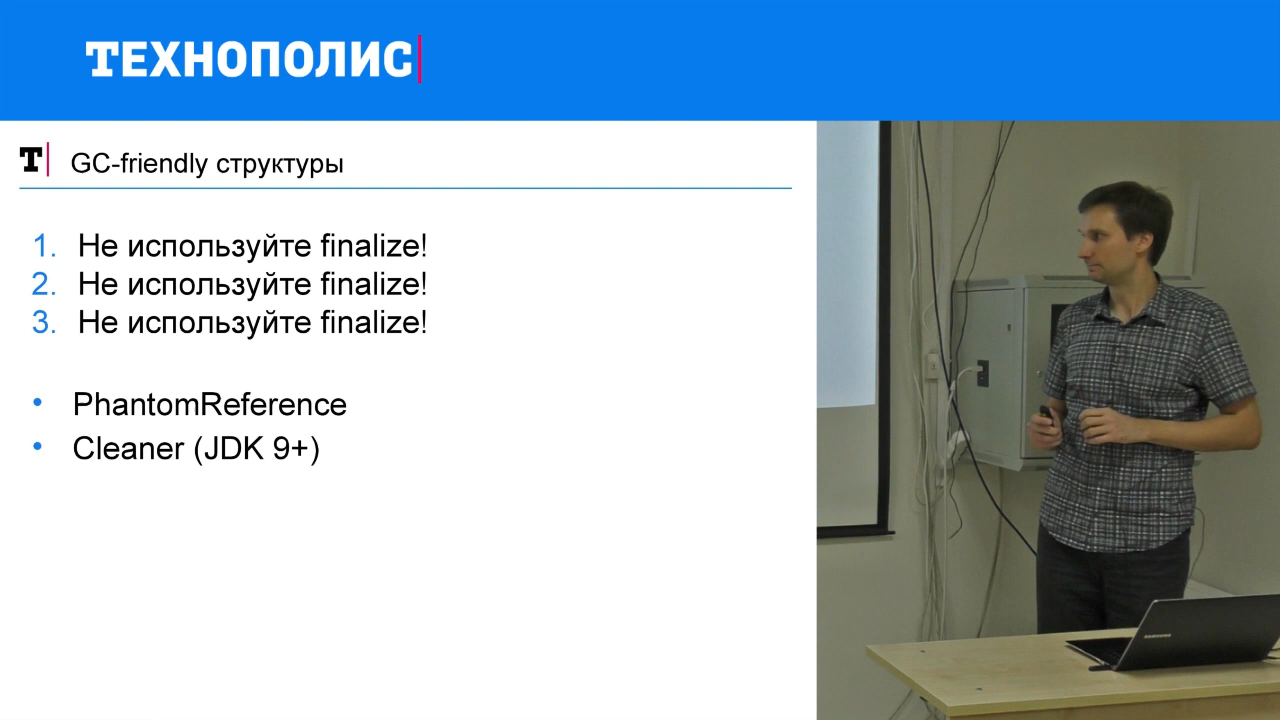 ТЕХНОПОЛИС
T GC-friendly структуры
1. Не используйте finalize!
2. Не используйте finalize!
3. Не используйте finalize!
• PhantomReference
• Cleaner (JDK 9+)